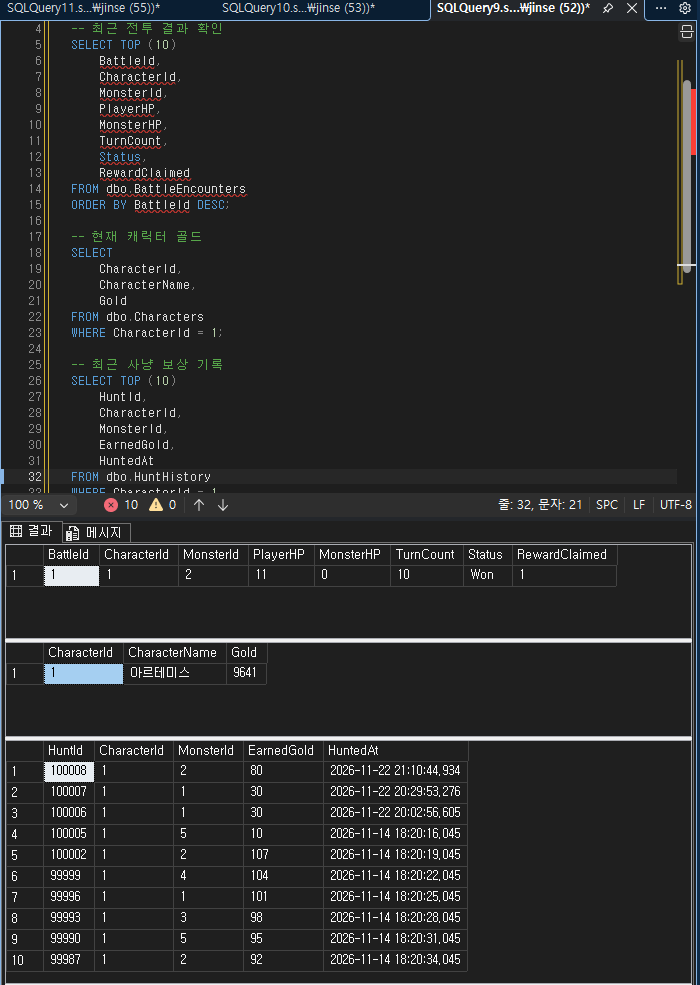 SQLQuery11.s...₩jinse (55))* SQLQuery10.s...₩jinse (53))* SQLQuery9.s...₩jinse (52))*
4 -- 최근 전투 결과 확인
5 SELECT TOP (10)
6 BattleId,
7 CharacterId,
8 MonsterId,
9 PlayerHP,
10 MonsterHP,
11 TurnCount,
12 Status,
13 RewardClaimed
14 FROM dbo.BattleEncounters
15 ORDER BY BattleId DESC;
16
17 -- 현재 캐릭터 골드
18 SELECT
19 CharacterId,
20 CharacterName,
21 Gold
22 FROM dbo.Characters
23 WHERE CharacterId = 1;
24
25 -- 최근 사냥 보상 기록
26 SELECT TOP (10)
27 HuntId,
28 CharacterId,
29 MonsterId,
30 EarnedGold,
31 HuntedAt
32 FROM dbo.HuntHistory
33 WHERE CharacterId = 1
100 % 10 0 줄: 32, 문자: 21 SPC LF UTF-8
결과 메시지
BattleId CharacterId MonsterId PlayerHP MonsterHP TurnCount Status RewardClaimed
1 1 1 2 11 0 10 Won 1
CharacterId CharacterName Gold
1 1 아르테미스 9641
HuntId CharacterId MonsterId EarnedGold HuntedAt
1 100008 1 2 80 2026-11-22 21:10:44,934
2 100007 1 1 30 2026-11-22 20:29:53,276
3 100006 1 1 30 2026-11-22 20:02:56,605
4 100005 1 5 10 2026-11-14 18:20:16,045
5 100002 1 2 107 2026-11-14 18:20:19,045
6 99999 1 4 104 2026-11-14 18:20:22,045
7 99996 1 1 101 2026-11-14 18:20:25,045
8 99993 1 3 98 2026-11-14 18:20:28,045
9 99990 1 5 95 2026-11-14 18:20:31,045
10 99987 1 2 92 2026-11-14 18:20:34,045